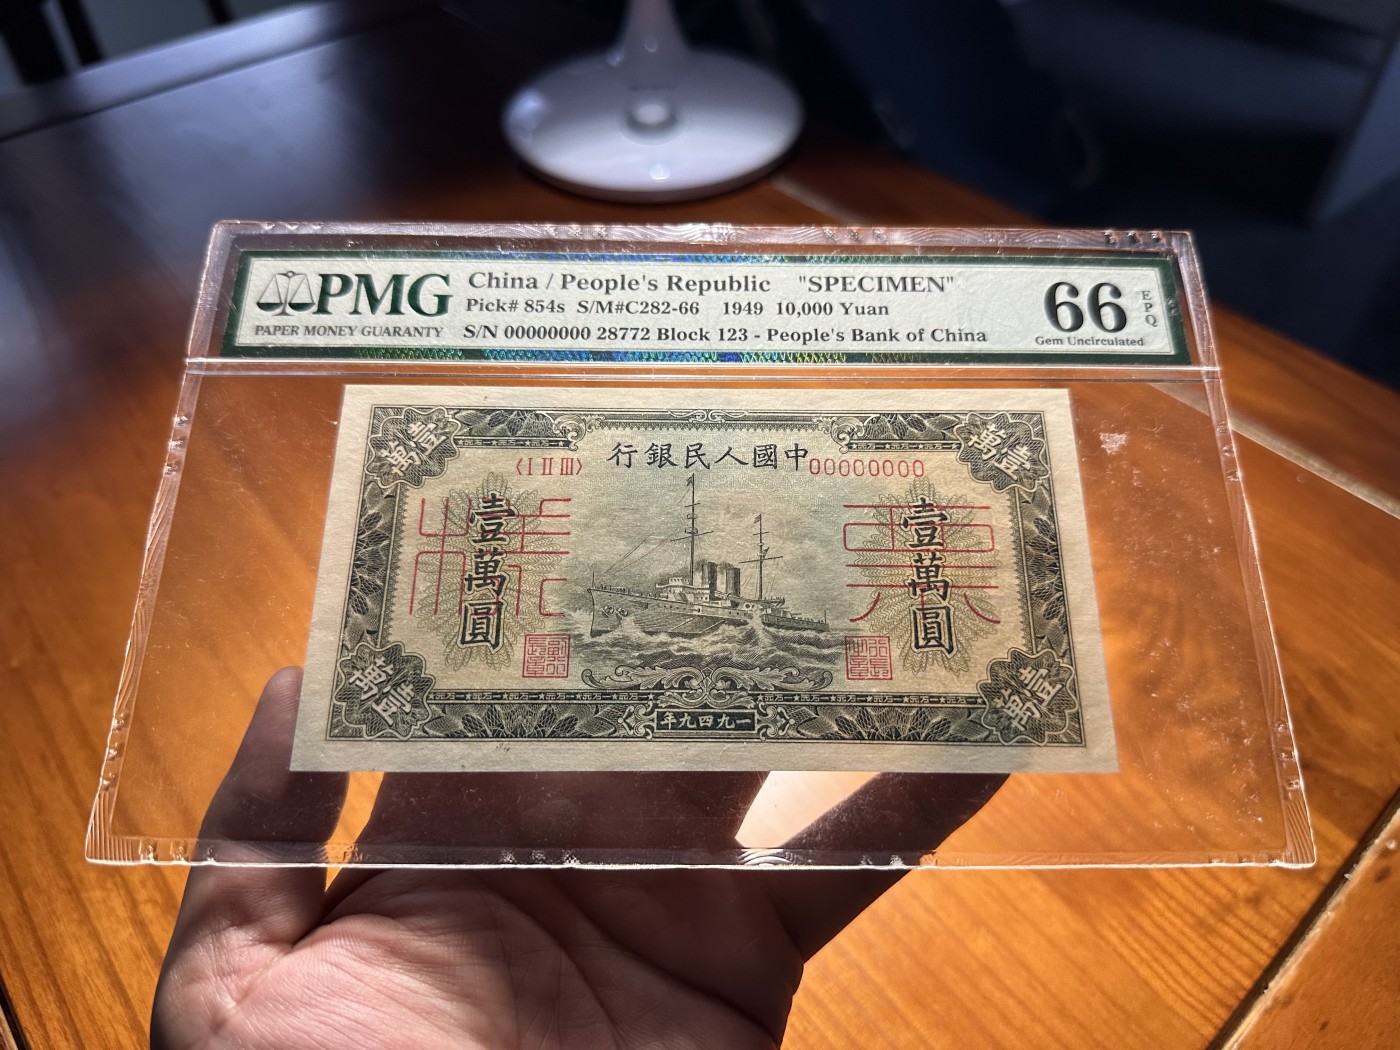 PMG
PAPER MONEY GUARANTY
China / People's Republic "SPECIMEN"
Pick# 854s S/M#C282-66 1949 10,000 Yuan
S/N 00000000 28772 Block 123 - People's Bank of China
66
EPQ
Gem Uncirculated
壹萬
壹萬
〈I II III〉
行銀民人國中
00000000
樣
票
壹萬圓
壹萬圓
壹萬
年九四九一
壹萬